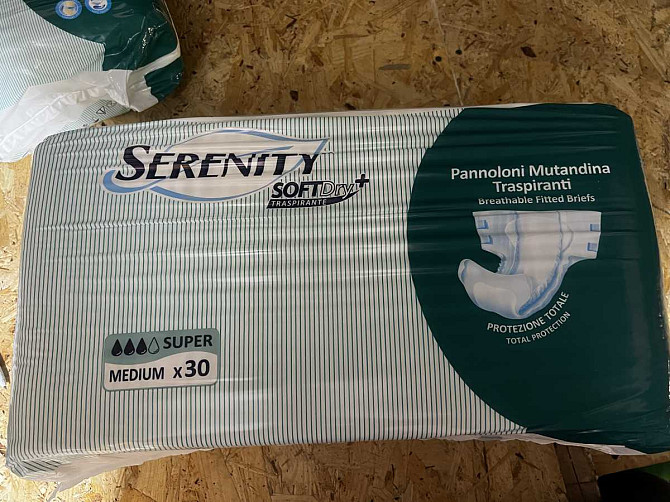 SERENITY
SOFTDry+
TRASPIRANTE
Pannoloni Mutandina
Traspiranti
Breathable Fitted Briefs
PROTEZIONE TOTALE
TOTAL PROTECTION
SUPER
MEDIUM x30